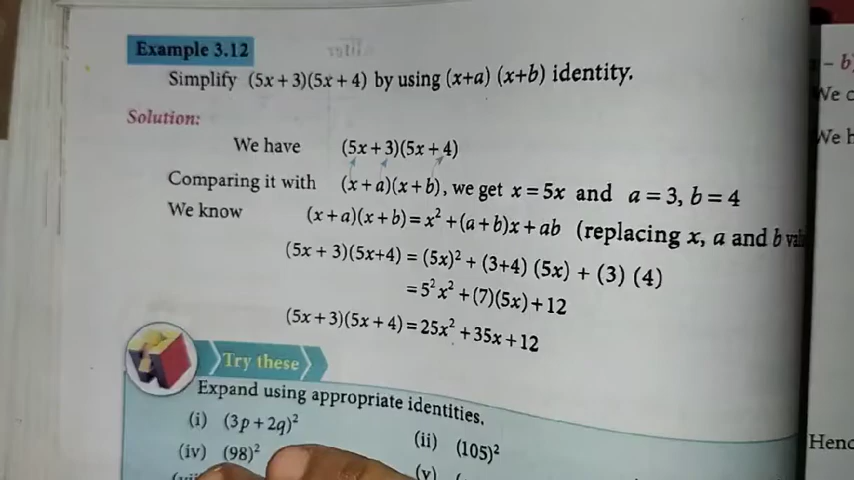 Example 3.12
Simplify (5x + 3)(5x + 4) by using (x+a) (x+b) identity.
Solution:
We have (5x + 3)(5x + 4)
Comparing it with (x + a)(x + b), we get x = 5x and a = 3, b = 4
We know (x + a)(x + b) = x² + (a + b)x + ab (replacing x, a and b
(5x + 3)(5x+4) = (5x)² + (3+4) (5x) + (3) (4)
= 5²x² + (7)(5x) + 12
(5x + 3)(5x + 4) = 25x² + 35x + 12
Try these
Expand using appropriate identities.
(i) (3p + 2q)² (ii) (105)²
(iv) (98)² (v)
– b
We
We
Henc